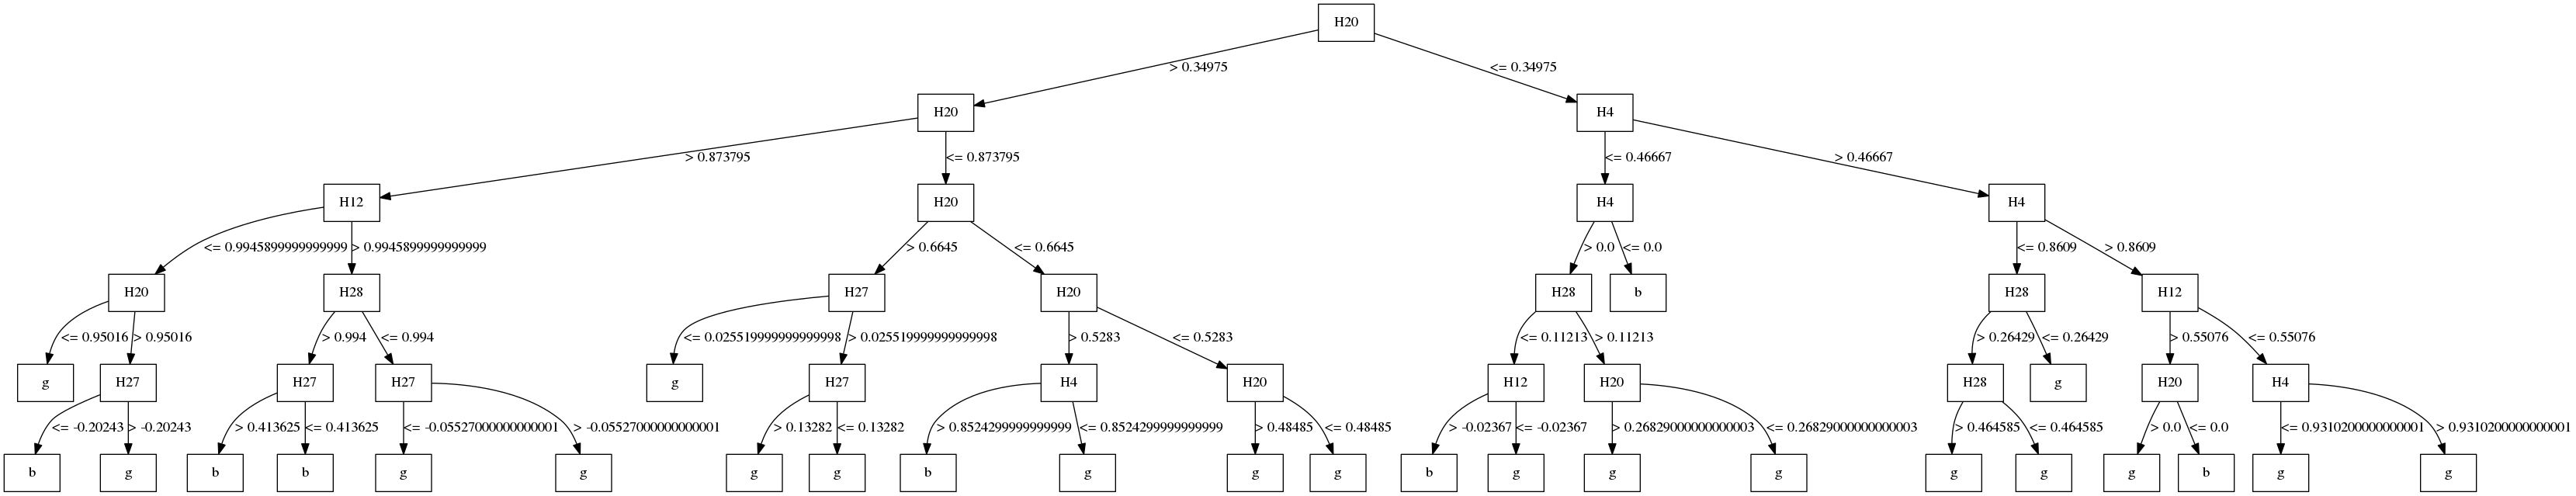 H20
> 0.34975 <= 0.34975
H20 H4
> 0.873795 <= 0.873795 <= 0.46667 > 0.46667
H12 H20 H4 H4
<= 0.9945899999999999 > 0.9945899999999999 > 0.6645 <= 0.6645 > 0.0 <= 0.0 <= 0.8609 > 0.8609
H20 H28 H27 H20 H28 b H28 H12
<= 0.95016 > 0.95016 > 0.994 <= 0.994 <= 0.025519999999999998 > 0.025519999999999998 > 0.5283 <= 0.5283 <= 0.11213 > 0.11213 > 0.26429 <= 0.26429 > 0.55076 <= 0.55076
g H27 H27 H27 g H27 H4 H20 H12 H20 H28 g H20 H4
<= -0.20243 > -0.20243 > 0.413625 <= 0.413625 <= -0.05527000000000001 > -0.05527000000000001 > 0.13282 <= 0.13282 > 0.8524299999999999 <= 0.8524299999999999 > 0.48485 <= 0.48485 > -0.02367 <= -0.02367 > 0.26829000000000003 <= 0.26829000000000003 > 0.464585 <= 0.464585 > 0.0 <= 0.0 <= 0.9310200000000001 > 0.9310200000000001
b g b b g g g g b g g g b g g g g g g b g g